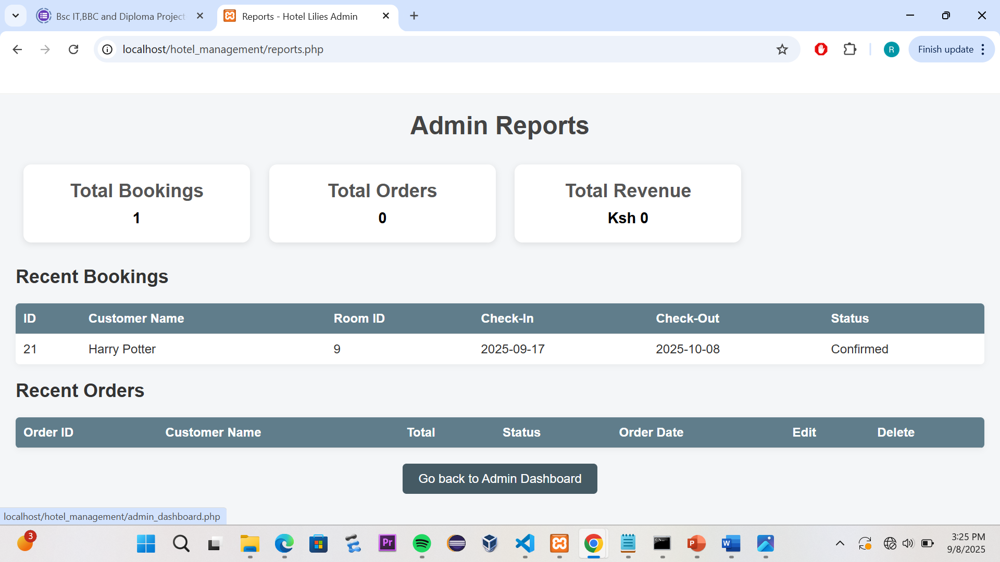 Bsc IT,BBC and Diploma Project
Reports - Hotel Lilies Admin
localhost/hotel_management/reports.php
R
Finish update
Admin Reports
Total Bookings
1
Total Orders
0
Total Revenue
Ksh 0
Recent Bookings
ID Customer Name Room ID Check-In Check-Out Status
21 Harry Potter 9 2025-09-17 2025-10-08 Confirmed
Recent Orders
Order ID Customer Name Total Status Order Date Edit Delete
Go back to Admin Dashboard
localhost/hotel_management/admin_dashboard.php
3
Pr
P
W
3:25 PM
9/8/2025